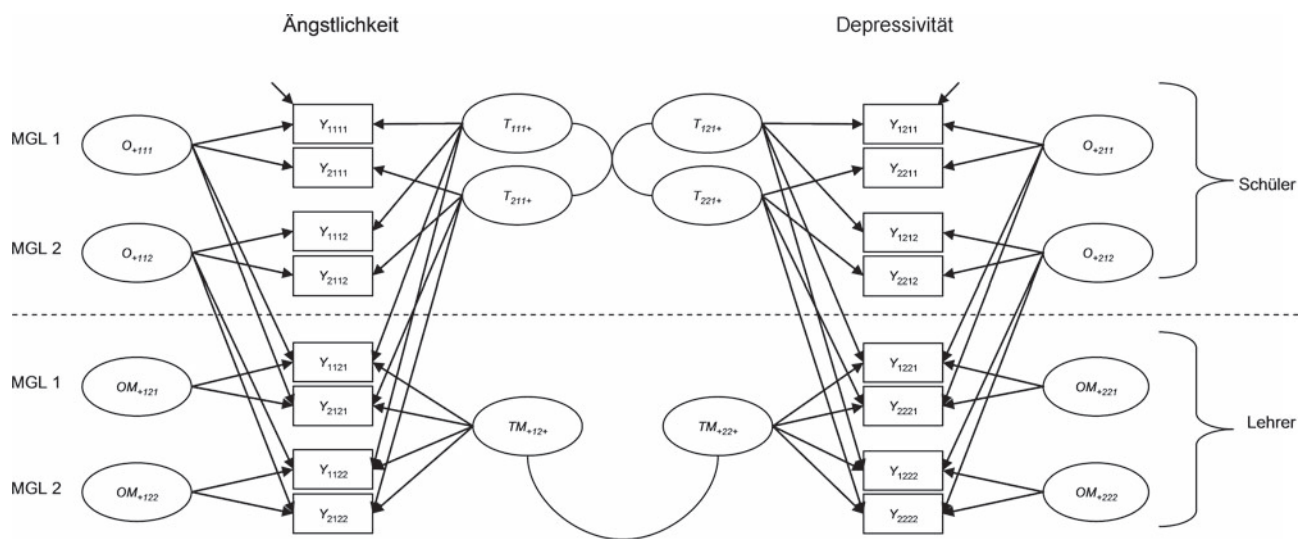 Ängstlichkeit Depressivität
MGL 1 O+111 Y1111 T111+ T121+ Y1211 O+211
Y2111 Y2211
T211+ T221+ Schüler
MGL 2 O+112 Y1112 Y1212 O+212
Y2112 Y2212
MGL 1 OM+121 Y1121 Y1221 OM+221
Y2121 Y2221
TM+12+ TM+22+ Lehrer
MGL 2 OM+122 Y1122 Y1222 OM+222
Y2122 Y2222